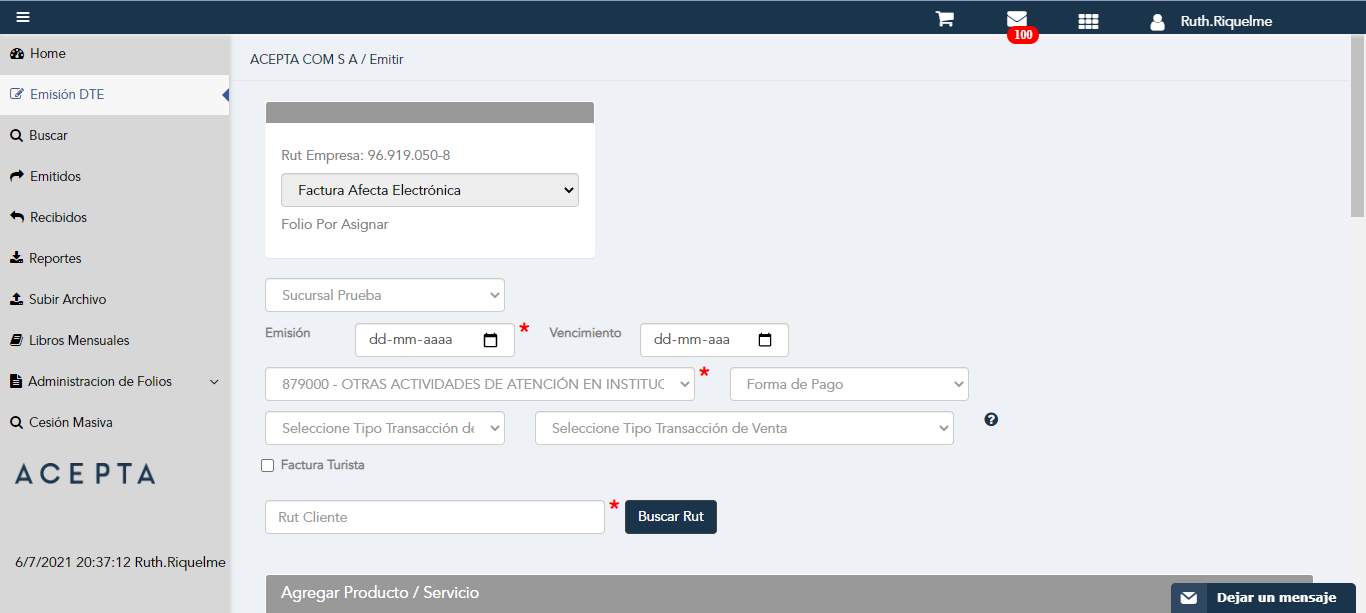 Ruth.Riquelme
100
Home
Emisión DTE
Buscar
Emitidos
Recibidos
Reportes
Subir Archivo
Libros Mensuales
Administracion de Folios
Cesión Masiva
ACEPTA
6/7/2021 20:37:12 Ruth.Riquelme
ACEPTA COM S A / Emitir
Rut Empresa: 96.919.050-8
Factura Afecta Electrónica
Folio Por Asignar
Sucursal Prueba
Emisión dd-mm-aaaa * Vencimiento dd-mm-aaa
879000 - OTRAS ACTIVIDADES DE ATENCIÓN EN INSTITUC * Forma de Pago
Seleccione Tipo Transacción de Seleccione Tipo Transacción de Venta ?
Factura Turista
Rut Cliente * Buscar Rut
Agregar Producto / Servicio
Dejar un mensaje